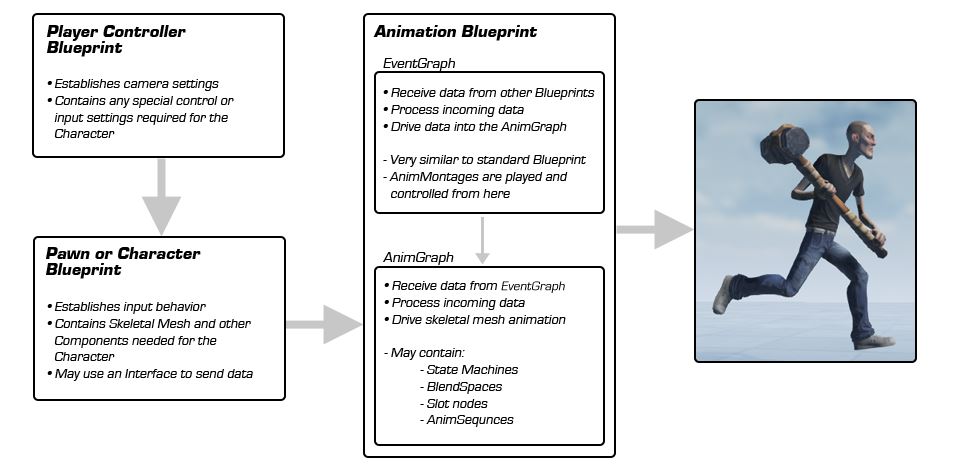 Player Controller
Blueprint
• Establishes camera settings
• Contains any special control or
input settings required for the
Character
Pawn or Character
Blueprint
• Establishes input behavior
• Contains Skeletal Mesh and other
Components needed for the
Character
• May use an Interface to send data
Animation Blueprint
EventGraph
• Receive data from other Blueprints
• Process incoming data
• Drive data into the AnimGraph
- Very similar to standard Blueprint
- AnimMontages are played and
controlled from here
AnimGraph
• Receive data from EventGraph
• Process incoming data
• Drive skeletal mesh animation
- May contain:
- State Machines
- BlendSpaces
- Slot nodes
- AnimSequnces